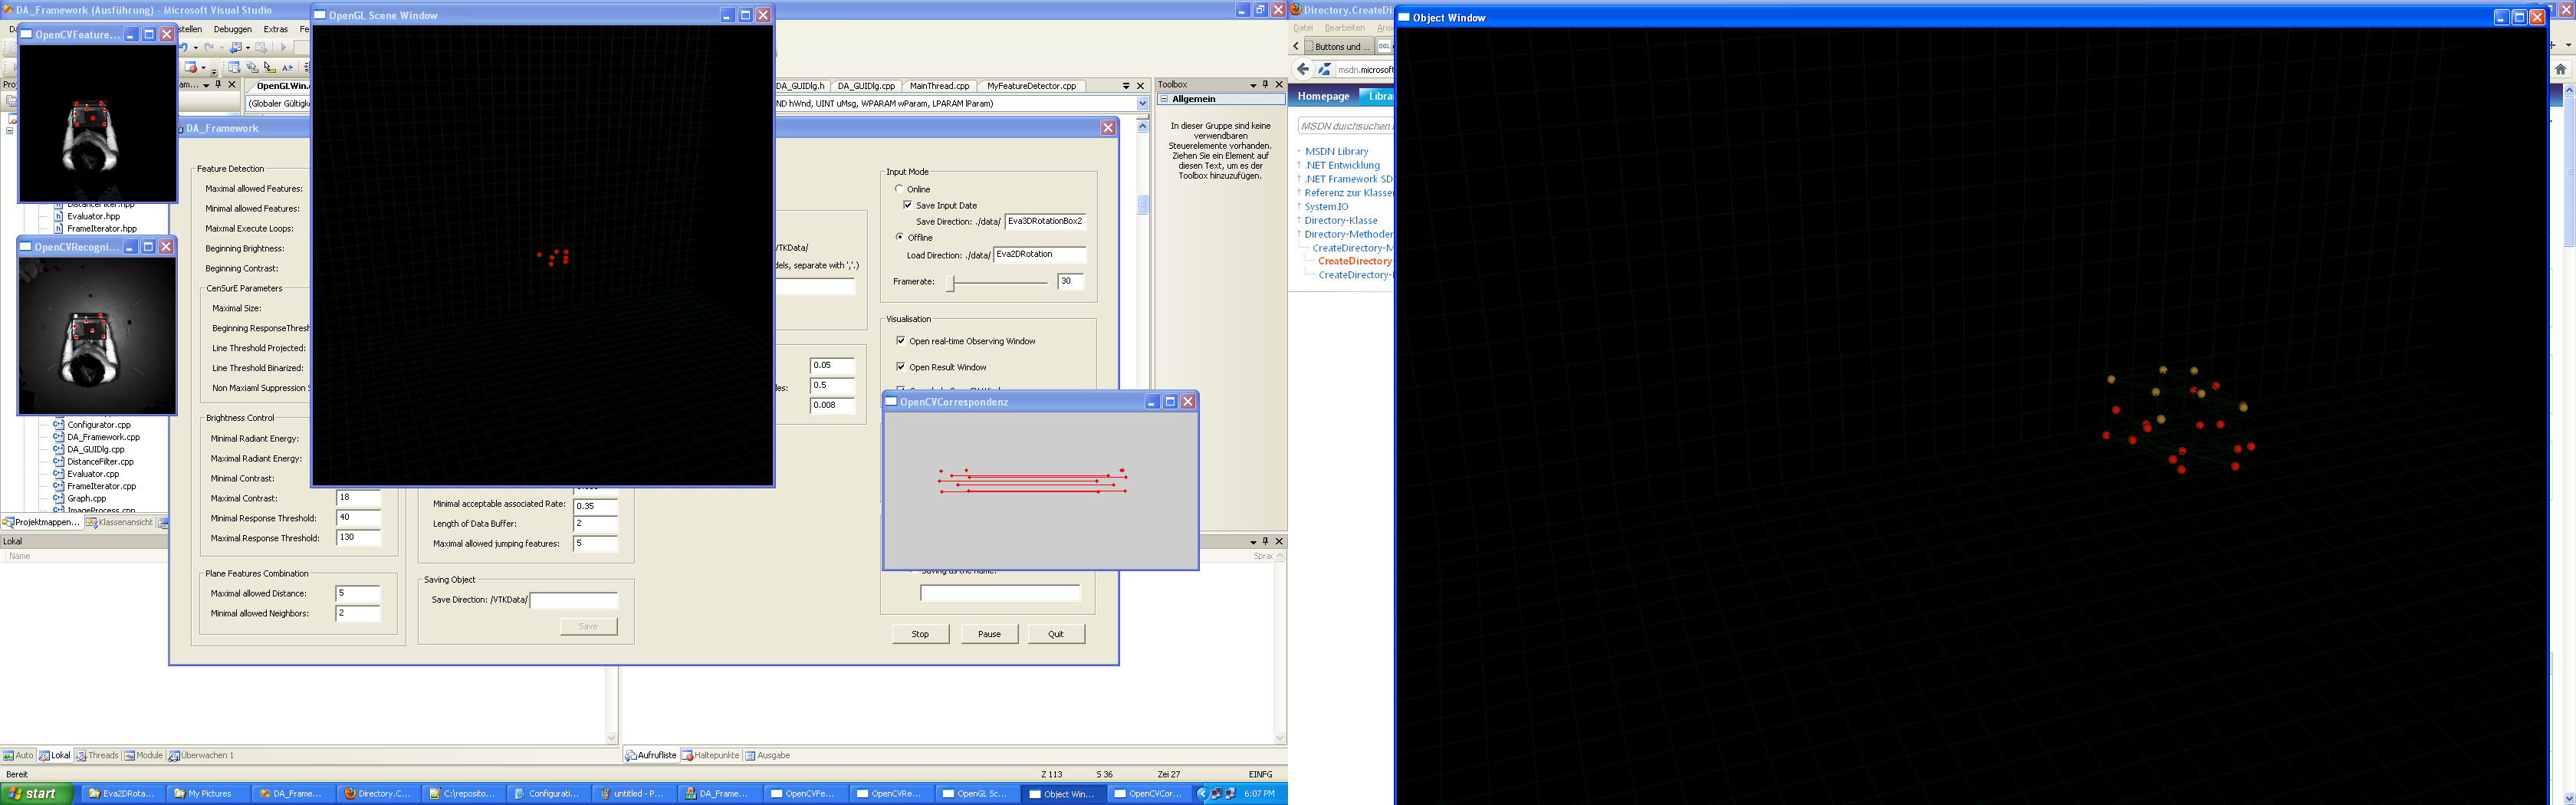 DA_Framework (Ausführung) - Microsoft Visual Studio
OpenGL Scene Window
Directory.CreateDi
Object Window
OpenCVFeature...
stellen Debuggen Extras
Datei Bearbeiten
Buttons und ...
msdn.microsoft
OpenGLWin.
DA_GUIDlg.h
DA_GUIDlg.cpp
MainThread.cpp
MyFeatureDetector.cpp
Toolbox
(Globaler Gültigk
ND hWnd, UINT uMsg, WPARAM wParam, LPARAM lParam)
Allgemein
In dieser Gruppe sind keine
verwendbaren
Steuerelemente vorhanden.
Ziehen Sie ein Element auf
diesen Text, um es der
Toolbox hinzuzufügen.
Homepage
Librar
MSDN durchsuchen
MSDN Library
.NET Entwicklung
.NET Framework SD
Referenz zur Klasser
System.IO
Directory-Klasse
Directory-Methoden
CreateDirectory-M
CreateDirectory
CreateDirectory-
DA_Framework
Feature Detection
Maximal allowed Features:
Minimal allowed Features:
Maixmal Execute Loops:
Beginning Brightness:
Beginning Contrast:
CenSurE Parameters
Maximal Size:
Beginning ResponseThresh
Line Threshold Projected:
Line Threshold Binarized:
Non Maxiaml Suppression S
Brightness Control
Minimal Radiant Energy:
Maximal Radiant Energy:
Minimal Contrast:
Maximal Contrast: 18
Minimal Response Threshold: 40
Maximal Response Threshold: 130
Plane Features Combination
Maximal allowed Distance: 5
Minimal allowed Neighbors: 2
Minimal acceptable associated Rate: 0.35
Length of Data Buffer: 2
Maximal allowed jumping features: 5
Saving Object
Save Direction: /VTKData/
Save
VTKData/
dels, separate with ',')
0.05
0.5
0.008
Input Mode
Online
Save Input Date
Save Direction: ./data/ Eva3DRotationBox2
Offline
Load Direction: ./data/ Eva2DRotation
Framerate: 30
Visualisation
Open real-time Observing Window
Open Result Window
OpenCVCorrespondenz
Stop Pause Quit
DistanceFilter.hpp
Evaluator.hpp
FrameIterator.hpp
OpenCVRecogni...
Configurator.cpp
DA_Framework.cpp
DA_GUIDlg.cpp
DistanceFilter.cpp
Evaluator.cpp
FrameIterator.cpp
Graph.cpp
ImageProcess.cpp
Projektmappen... Klassenansicht
Lokal
Name
Sprac
Auto Lokal Threads Module Überwachen 1
Aufrufliste Haltepunkte Ausgabe
Bereit
Z 113 S 36 Zei 27 EINFG
start
Eva2DRota...
My Pictures
DA_Frame...
Directory.C...
C:\reposito...
Configurati...
untitled - P...
DA_Frame...
OpenCVFe...
OpenCVRe...
OpenGL Sc...
Object Win...
OpenCVCor...
6:07 PM